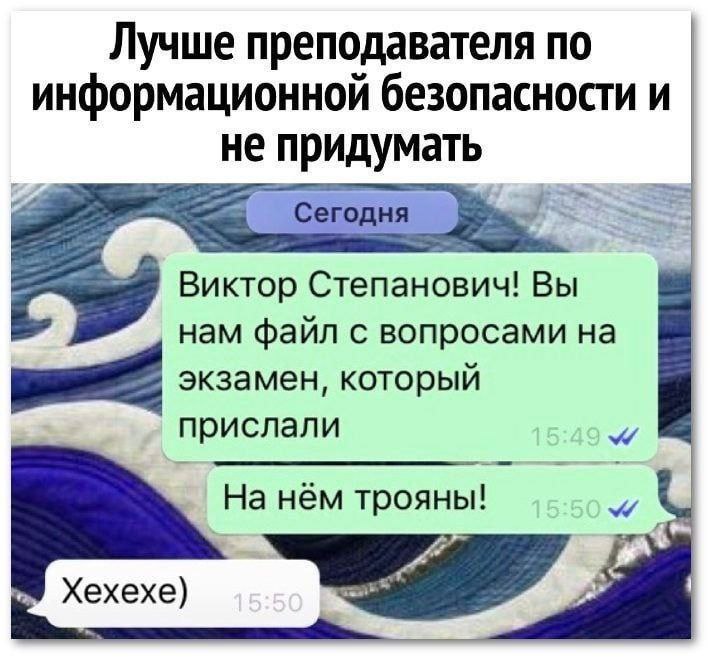 Лучше преподавателя по
информационной безопасности и
не придумать
Сегодня
Виктор Степанович! Вы
нам файл с вопросами на
экзамен, который
прислали
15:49
На нём трояны!
15:50
Хехехе)
15:50